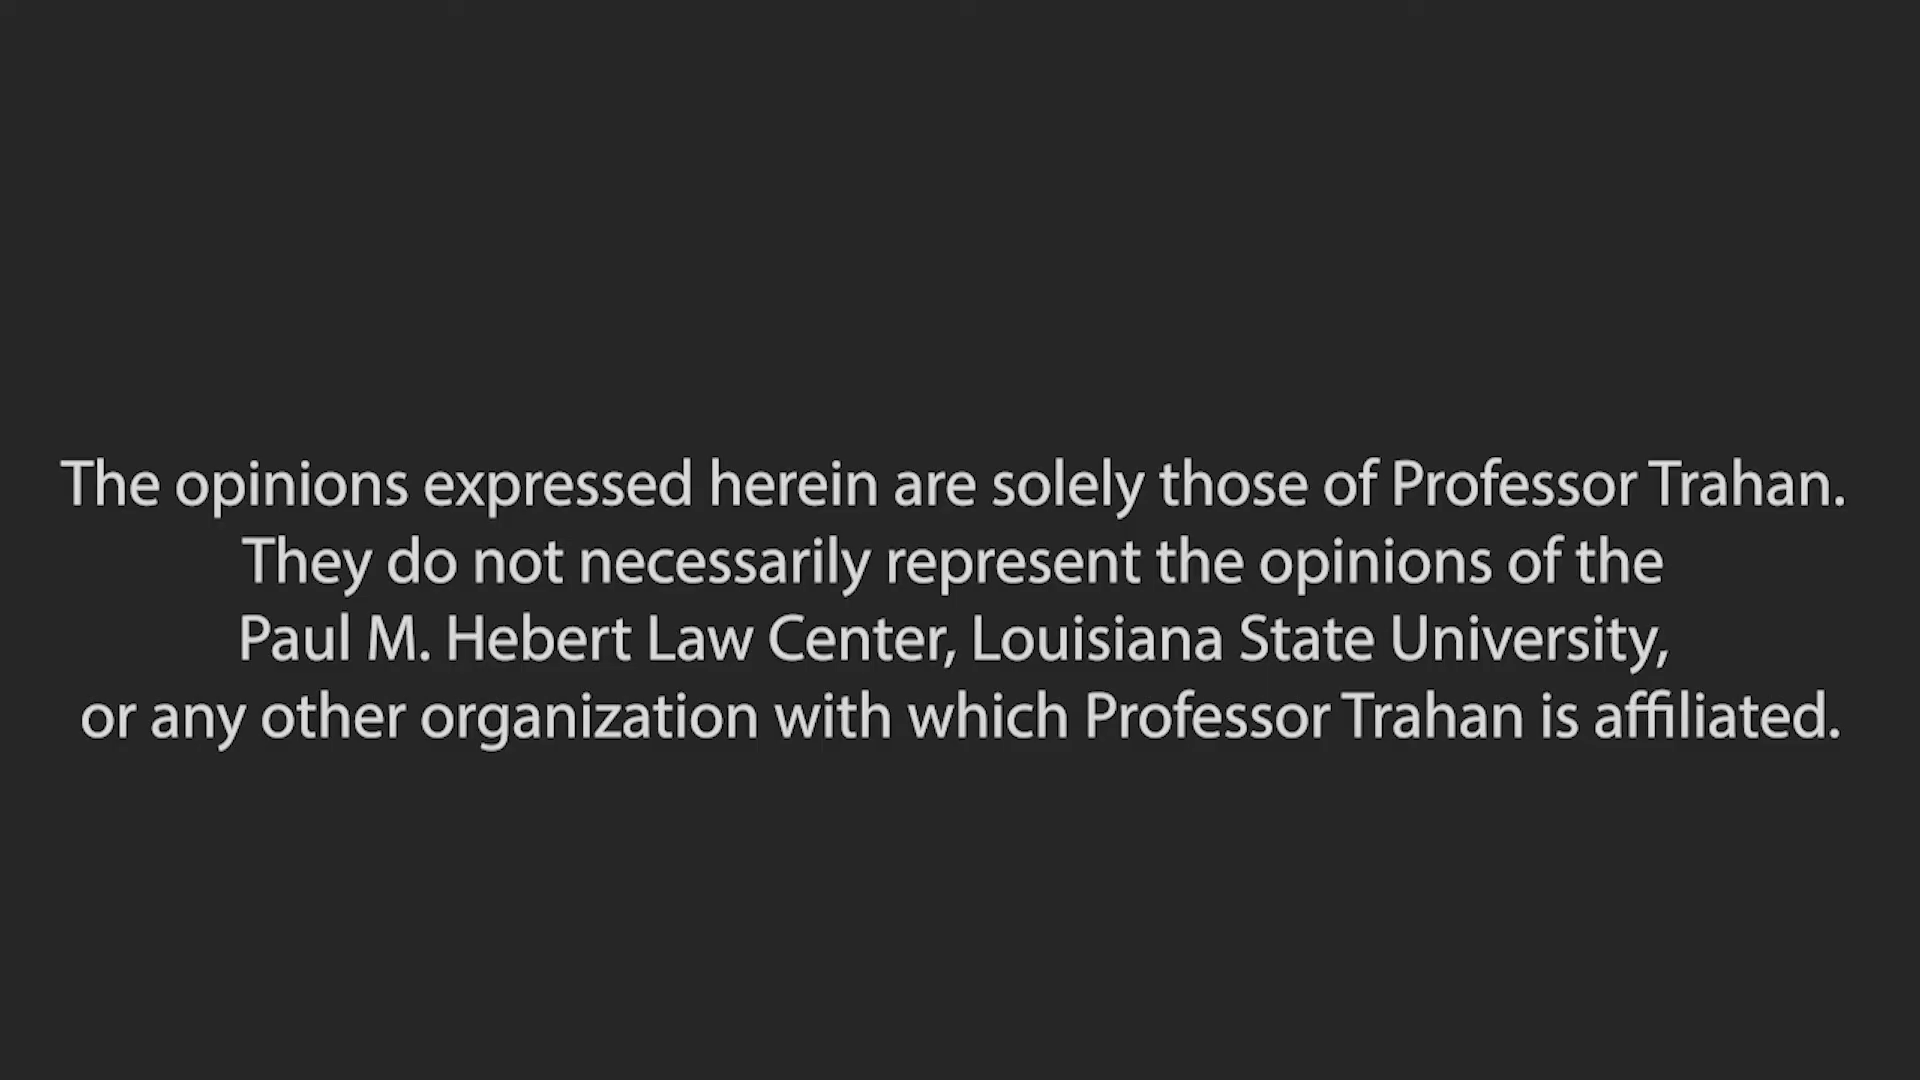 The opinions expressed herein are solely those of Professor Trahan.
They do not necessarily represent the opinions of the
Paul M. Hebert Law Center, Louisiana State University,
or any other organization with which Professor Trahan is affiliated.